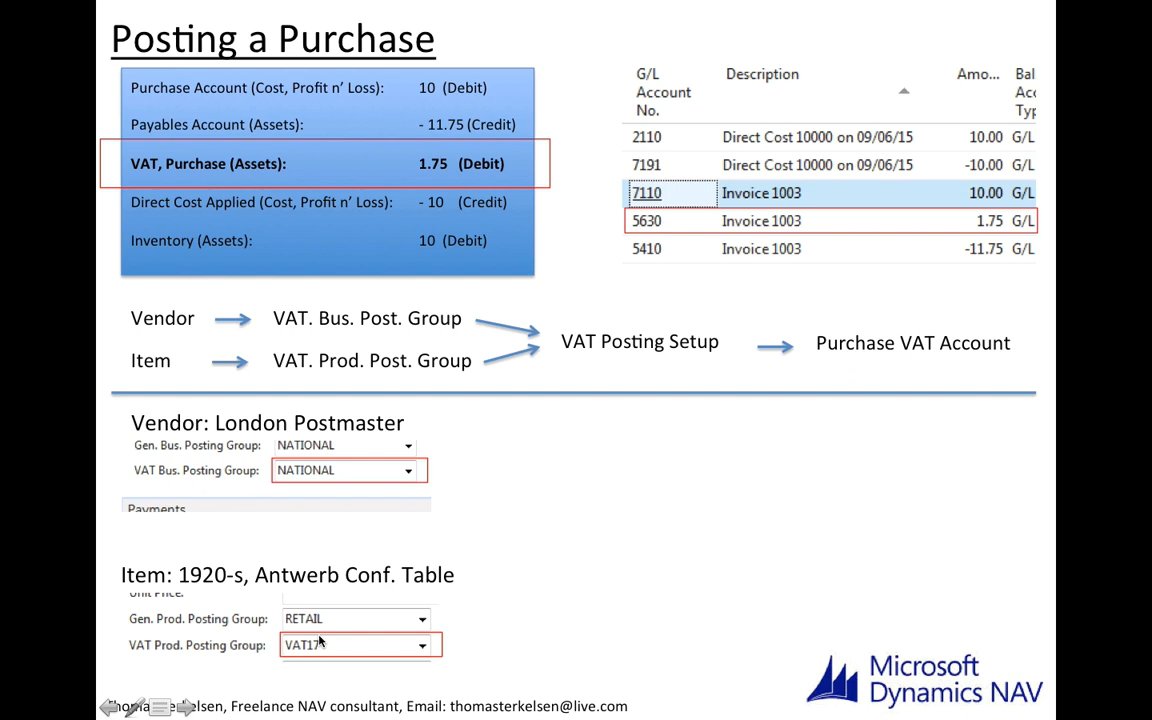 Posting a Purchase
Purchase Account (Cost, Profit n’ Loss): 10 (Debit)
Payables Account (Assets): - 11.75 (Credit)
VAT, Purchase (Assets): 1.75 (Debit)
Direct Cost Applied (Cost, Profit n’ Loss): - 10 (Credit)
Inventory (Assets): 10 (Debit)
G/L Account No. Description Amo... Bal Acc Typ
2110 Direct Cost 10000 on 09/06/15 10.00 G/L
7191 Direct Cost 10000 on 09/06/15 -10.00 G/L
7110 Invoice 1003 10.00 G/L
5630 Invoice 1003 1.75 G/L
5410 Invoice 1003 -11.75 G/L
Vendor VAT. Bus. Post. Group
Item VAT. Prod. Post. Group
VAT Posting Setup Purchase VAT Account
Vendor: London Postmaster
Gen. Bus. Posting Group: NATIONAL
VAT Bus. Posting Group: NATIONAL
Payments
Item: 1920-s, Antwerb Conf. Table
Unit Price:
Gen. Prod. Posting Group: RETAIL
VAT Prod. Posting Group:
Microsoft
Dynamics NAV
Freelance NAV consultant, Email: thomasterkelsen@live.com